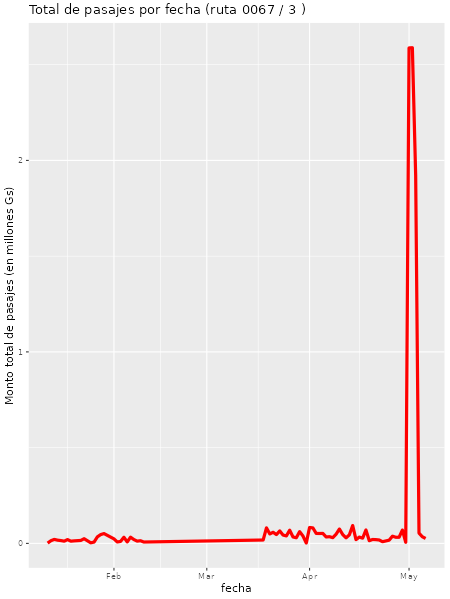 Total de pasajes por fecha (ruta 0067 / 3 )
Monto total de pasajes (en millones Gs)
2
1
0
Feb
Mar
Apr
May
fecha